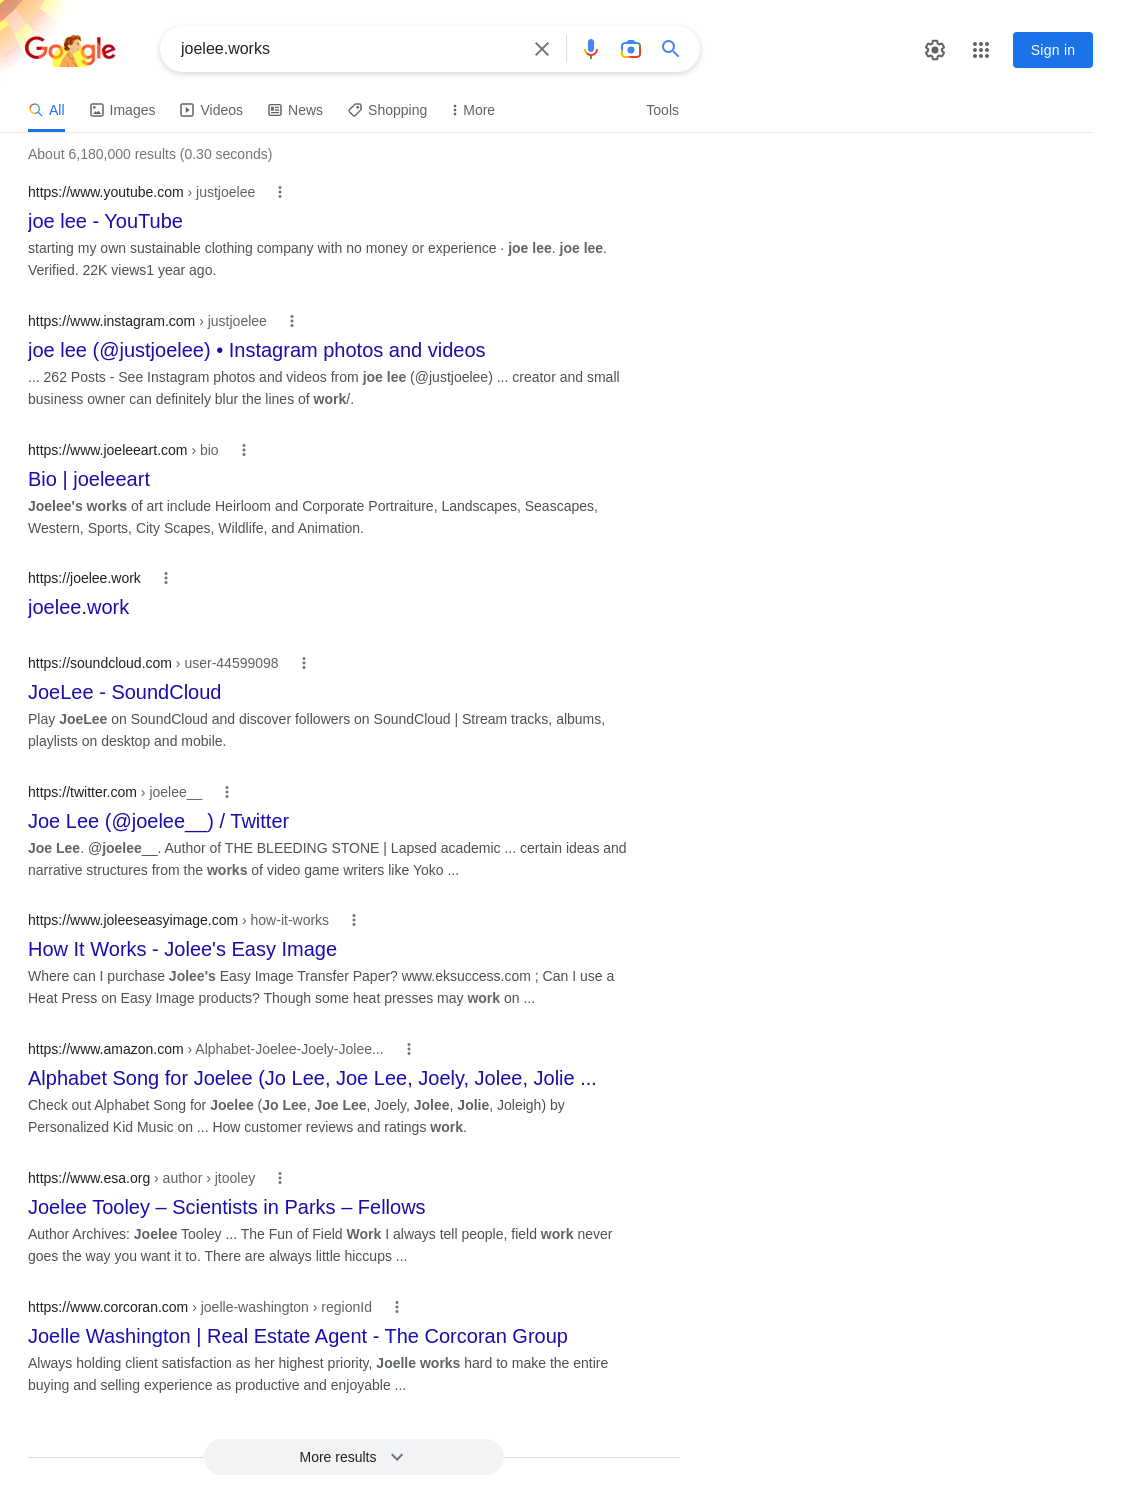 Google
joelee.works
Sign in
All
Images
Videos
News
Shopping
More
Tools
About 6,180,000 results (0.30 seconds)
https://www.youtube.com › justjoelee
joe lee - YouTube
starting my own sustainable clothing company with no money or experience · joe lee. joe lee.
Verified. 22K views1 year ago.
https://www.instagram.com › justjoelee
joe lee (@justjoelee) • Instagram photos and videos
... 262 Posts - See Instagram photos and videos from joe lee (@justjoelee) ... creator and small
business owner can definitely blur the lines of work/.
https://www.joeleeart.com › bio
Bio | joeleeart
Joelee's works of art include Heirloom and Corporate Portraiture, Landscapes, Seascapes,
Western, Sports, City Scapes, Wildlife, and Animation.
https://joelee.work
joelee.work
https://soundcloud.com › user-44599098
JoeLee - SoundCloud
Play JoeLee on SoundCloud and discover followers on SoundCloud | Stream tracks, albums,
playlists on desktop and mobile.
https://twitter.com › joelee__
Joe Lee (@joelee__) / Twitter
Joe Lee. @joelee__. Author of THE BLEEDING STONE | Lapsed academic ... certain ideas and
narrative structures from the works of video game writers like Yoko ...
https://www.joleeseasyimage.com › how-it-works
How It Works - Jolee's Easy Image
Where can I purchase Jolee's Easy Image Transfer Paper? www.eksuccess.com ; Can I use a
Heat Press on Easy Image products? Though some heat presses may work on ...
https://www.amazon.com › Alphabet-Joelee-Joely-Jolee...
Alphabet Song for Joelee (Jo Lee, Joe Lee, Joely, Jolee, Jolie ...
Check out Alphabet Song for Joelee (Jo Lee, Joe Lee, Joely, Jolee, Jolie, Joleigh) by
Personalized Kid Music on ... How customer reviews and ratings work.
https://www.esa.org › author › jtooley
Joelee Tooley – Scientists in Parks – Fellows
Author Archives: Joelee Tooley ... The Fun of Field Work I always tell people, field work never
goes the way you want it to. There are always little hiccups ...
https://www.corcoran.com › joelle-washington › regionId
Joelle Washington | Real Estate Agent - The Corcoran Group
Always holding client satisfaction as her highest priority, Joelle works hard to make the entire
buying and selling experience as productive and enjoyable ...
More results